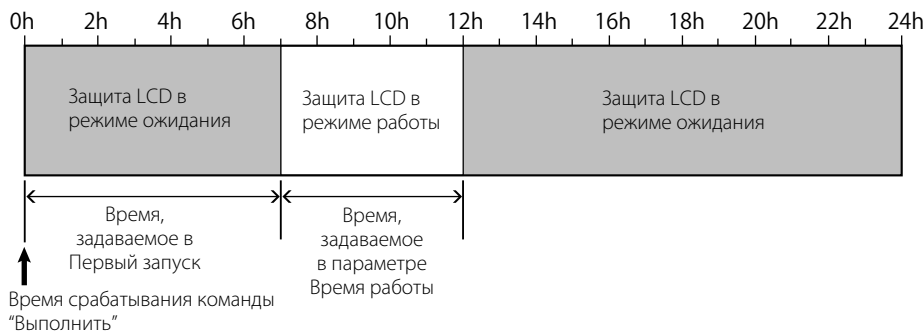 0h 2h 4h 6h 8h 10h 12h 14h 16h 18h 20h 22h 24h
Защита LCD в
режиме ожидания
Защита LCD в
режиме работы
Защита LCD в
режиме ожидания
Время,
задаваемое в
Первый запуск
Время,
задаваемое
в параметре
Время работы
Время срабатывания команды
“Выполнить”